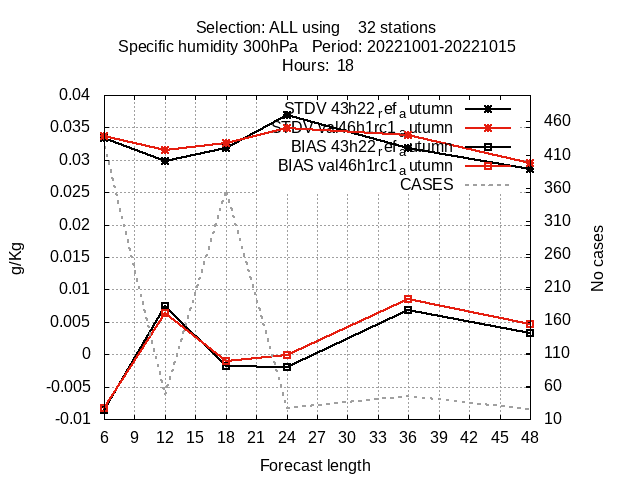 Selection: ALL using    32 stations
Specific humidity 300hPa   Period: 20221001-20221015
Hours:  18
STDV 43h22ref_autumn
STDV val46h1rc1_autumn
BIAS 43h22ref_autumn
BIAS val46h1rc1_autumn
CASES
0.04
0.035
0.03
0.025
0.02
0.015
0.01
0.005
0
-0.005
-0.01
g/Kg
460
410
360
310
260
210
160
110
60
10
No cases
6 9 12 15 18 21 24 27 30 33 36 39 42 45 48
Forecast length